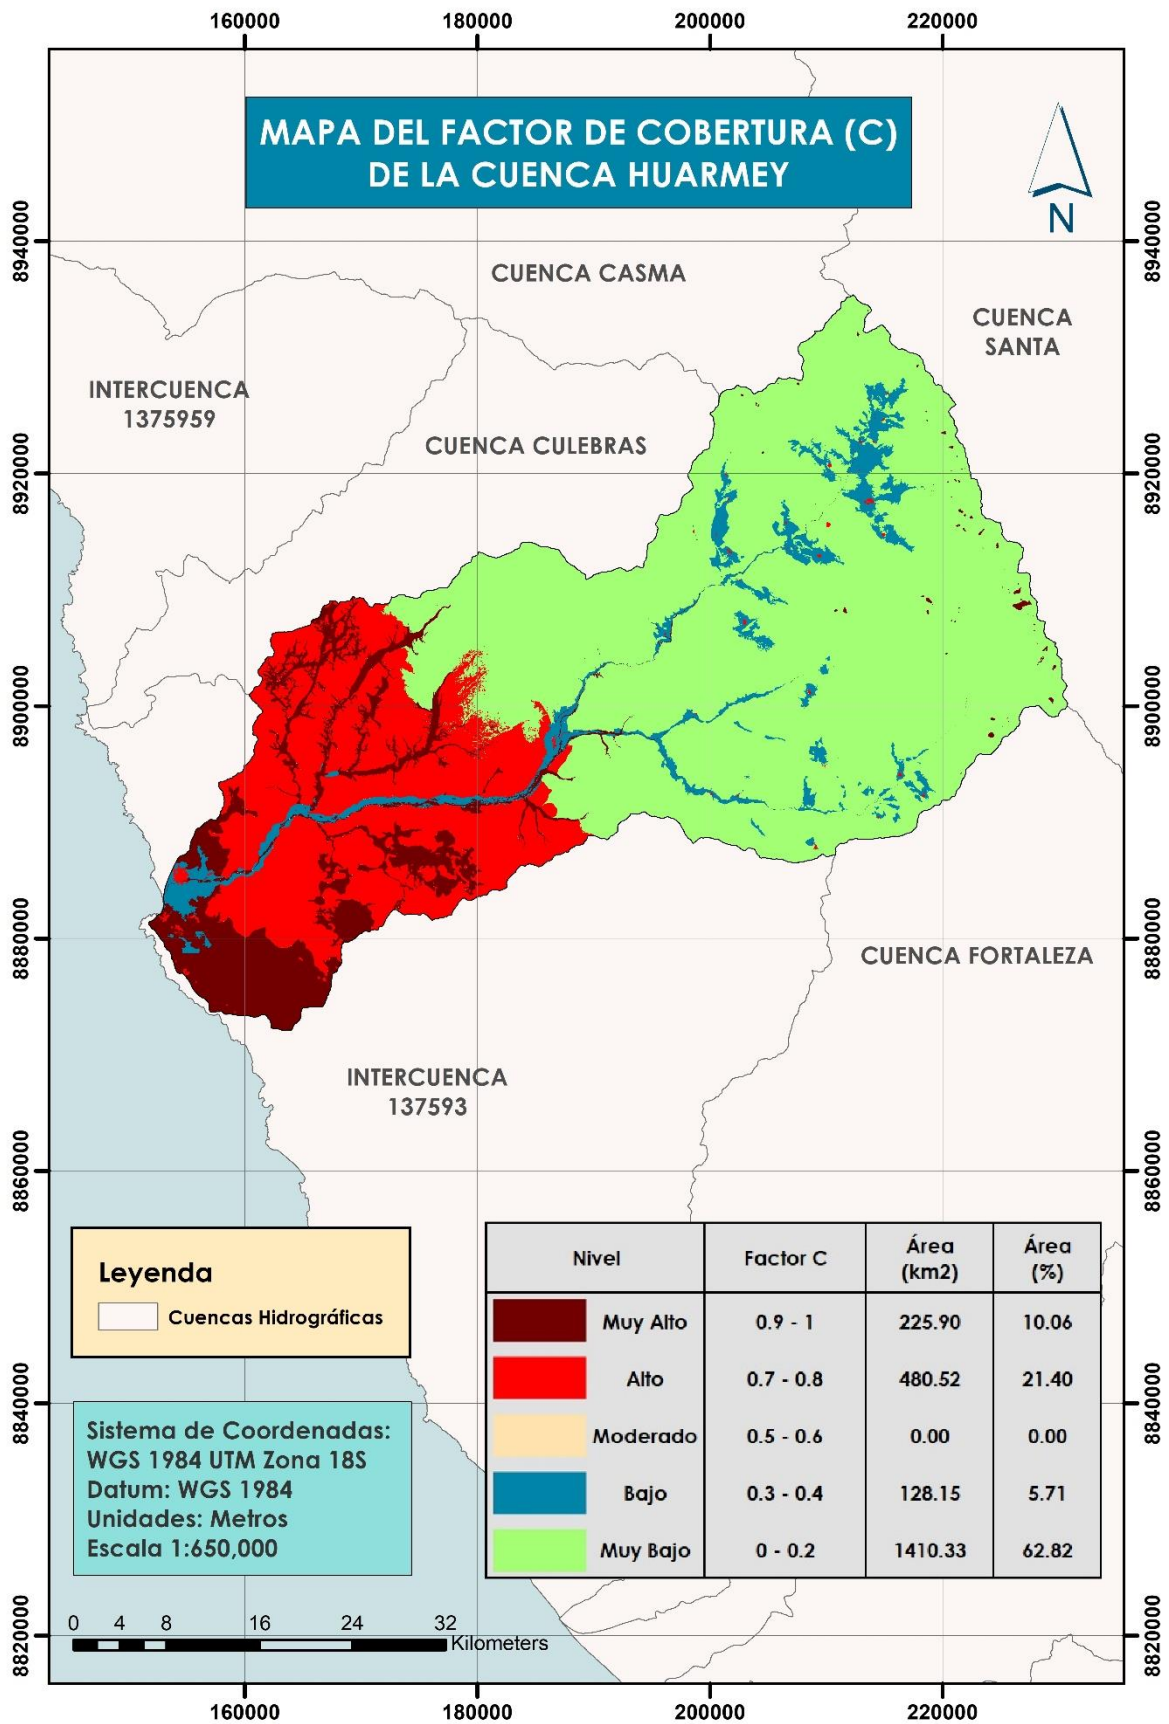 160000 180000 200000 220000
MAPA DEL FACTOR DE COBERTURA (C)
DE LA CUENCA HUARMEY
N
8940000 8940000
CUENCA CASMA
CUENCA
SANTA
INTERCUENCA
1375959
CUENCA CULEBRAS
8920000 8920000
8900000 8900000
8880000 8880000
CUENCA FORTALEZA
INTERCUENCA
137593
8860000 8860000
Leyenda
Cuencas Hidrográficas
Nivel Factor C Área (km2) Área (%)
Muy Alto 0.9 - 1 225.90 10.06
Alto 0.7 - 0.8 480.52 21.40
Moderado 0.5 - 0.6 0.00 0.00
Bajo 0.3 - 0.4 128.15 5.71
Muy Bajo 0 - 0.2 1410.33 62.82
8840000 8840000
Sistema de Coordenadas:
WGS 1984 UTM Zona 18S
Datum: WGS 1984
Unidades: Metros
Escala 1:650,000
0 4 8 16 24 32
Kilometers
8820000 8820000
160000 180000 200000 220000